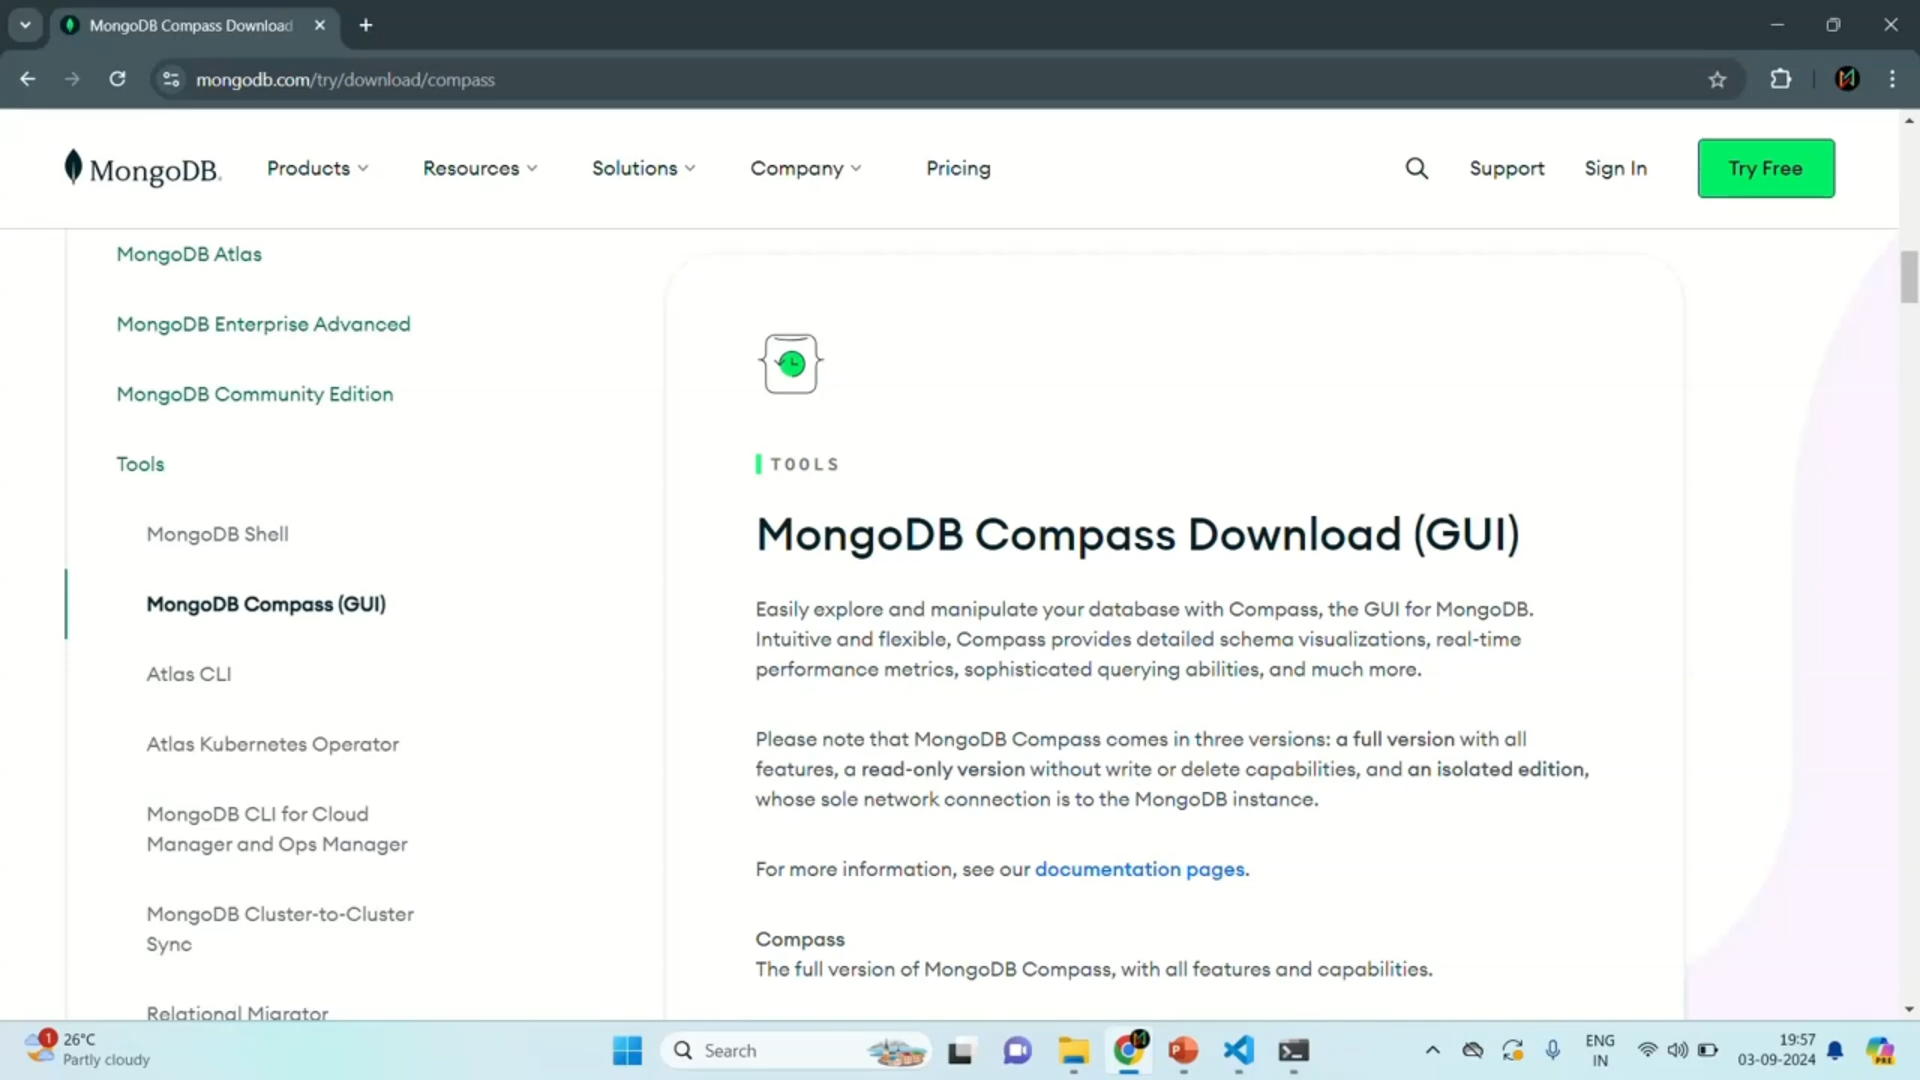 MongoDB Compass Download
mongodb.com/try/download/compass
MongoDB.
Products
Resources
Solutions
Company
Pricing
Support
Sign In
Try Free
MongoDB Atlas
MongoDB Enterprise Advanced
MongoDB Community Edition
Tools
MongoDB Shell
MongoDB Compass (GUI)
Atlas CLI
Atlas Kubernetes Operator
MongoDB CLI for Cloud
Manager and Ops Manager
MongoDB Cluster-to-Cluster
Sync
Relational Migrator
TOOLS
MongoDB Compass Download (GUI)
Easily explore and manipulate your database with Compass, the GUI for MongoDB.
Intuitive and flexible, Compass provides detailed schema visualizations, real-time
performance metrics, sophisticated querying abilities, and much more.
Please note that MongoDB Compass comes in three versions: a full version with all
features, a read-only version without write or delete capabilities, and an isolated edition,
whose sole network connection is to the MongoDB instance.
For more information, see our documentation pages.
Compass
The full version of MongoDB Compass, with all features and capabilities.
1
26°C
Partly cloudy
Search
ENG
IN
19:57
03-09-2024
PRE